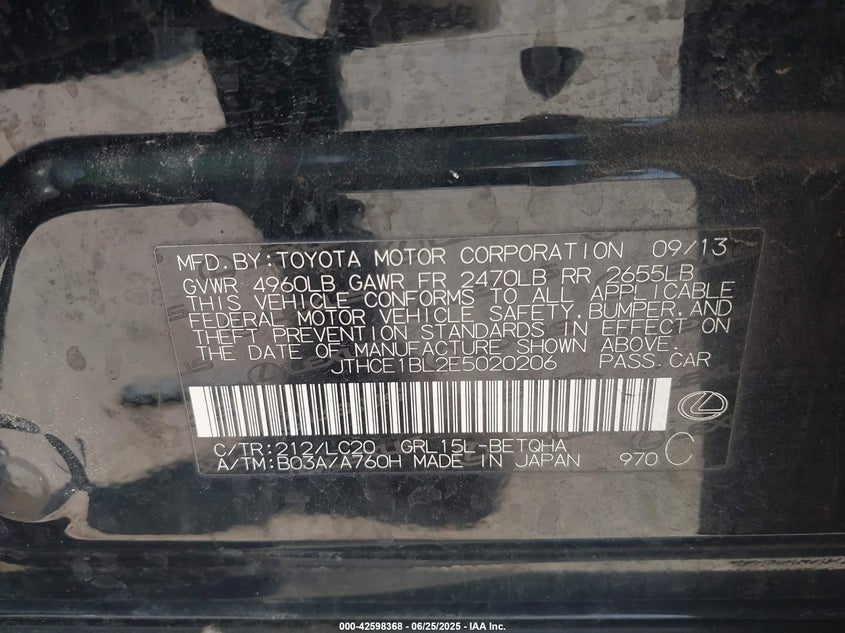 MFD. BY: TOYOTA MOTOR CORPORATION 09/13
GVWR 4960LB GAWR FR 2470LB RR 2655LB
THIS VEHICLE CONFORMS TO ALL APPLICABLE
FEDERAL MOTOR VEHICLE SAFETY, BUMPER, AND
THEFT PREVENTION STANDARDS IN EFFECT ON
THE DATE OF MANUFACTURE SHOWN ABOVE.
JTHCE1BL2E5020206 PASS. CAR
C/TR: 212/LC20 GRL15L-BETQHA
A/TM: B03A/A760H MADE IN JAPAN 970 C
000-42598368 - 06/25/2025 - IAA Inc.